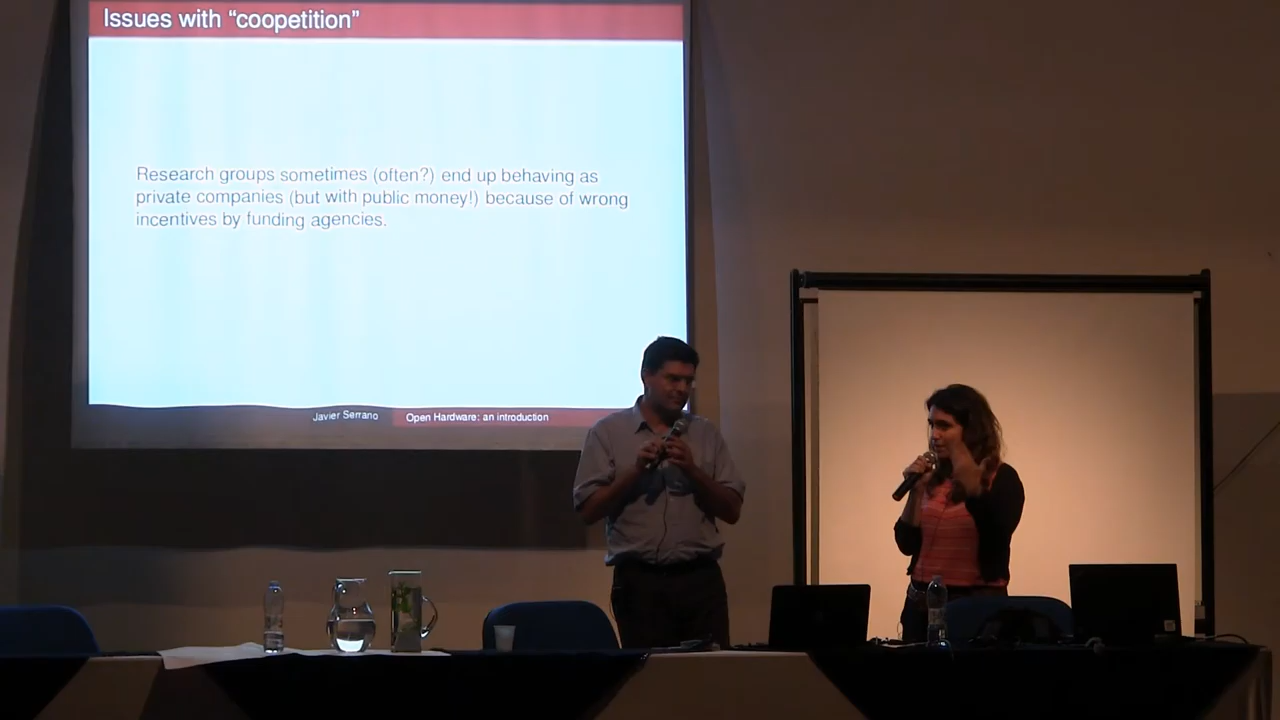 Issues with “coopetition”
Research groups sometimes (often?) end up behaving as
private companies (but with public money!) because of wrong
incentives by funding agencies.
Javier Serrano
Open Hardware: an introduction